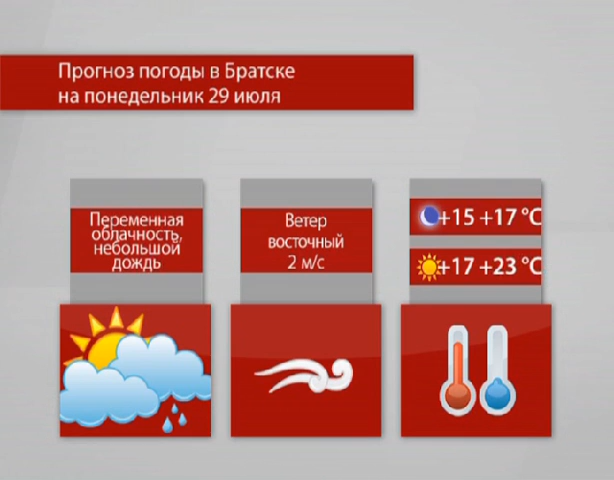 Прогноз погоды в Братске
на понедельник 29 июля
Переменная
облачность,
небольшой
дождь
Ветер
восточный
2 м/с
+15 +17 °C
+17 +23 °C